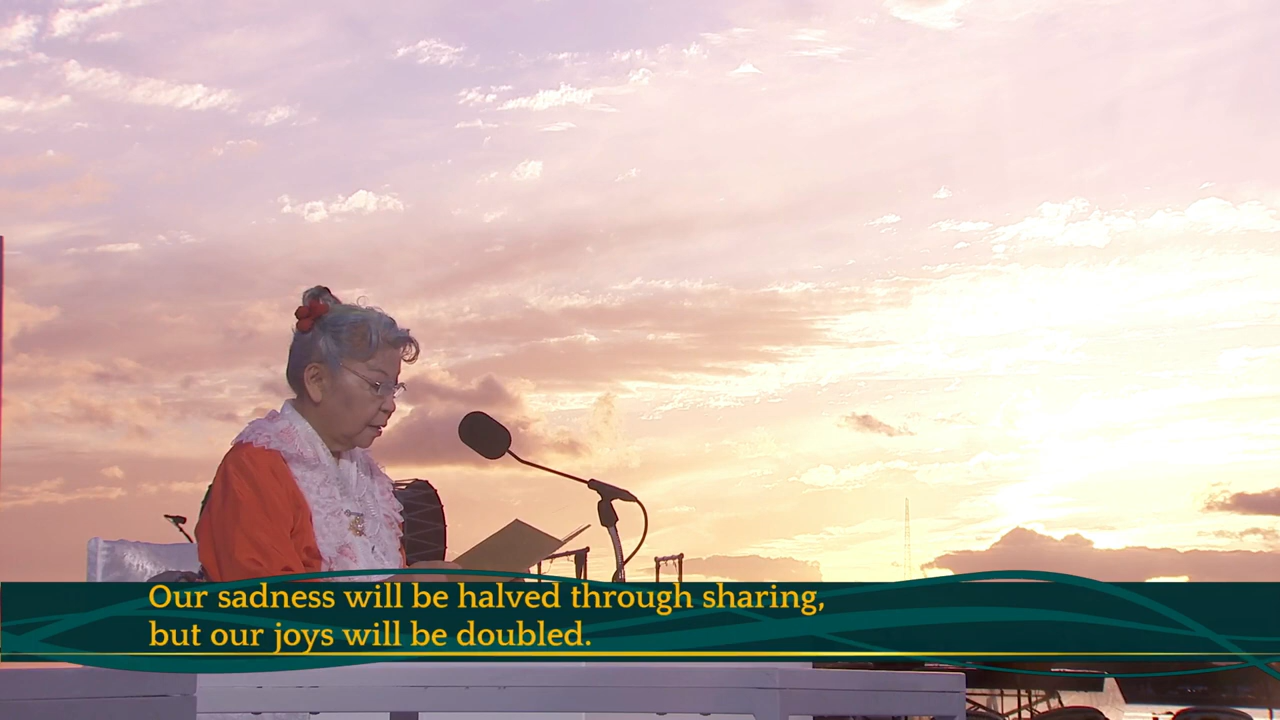 Our sadness will be halved through sharing,
but our joys will be doubled.